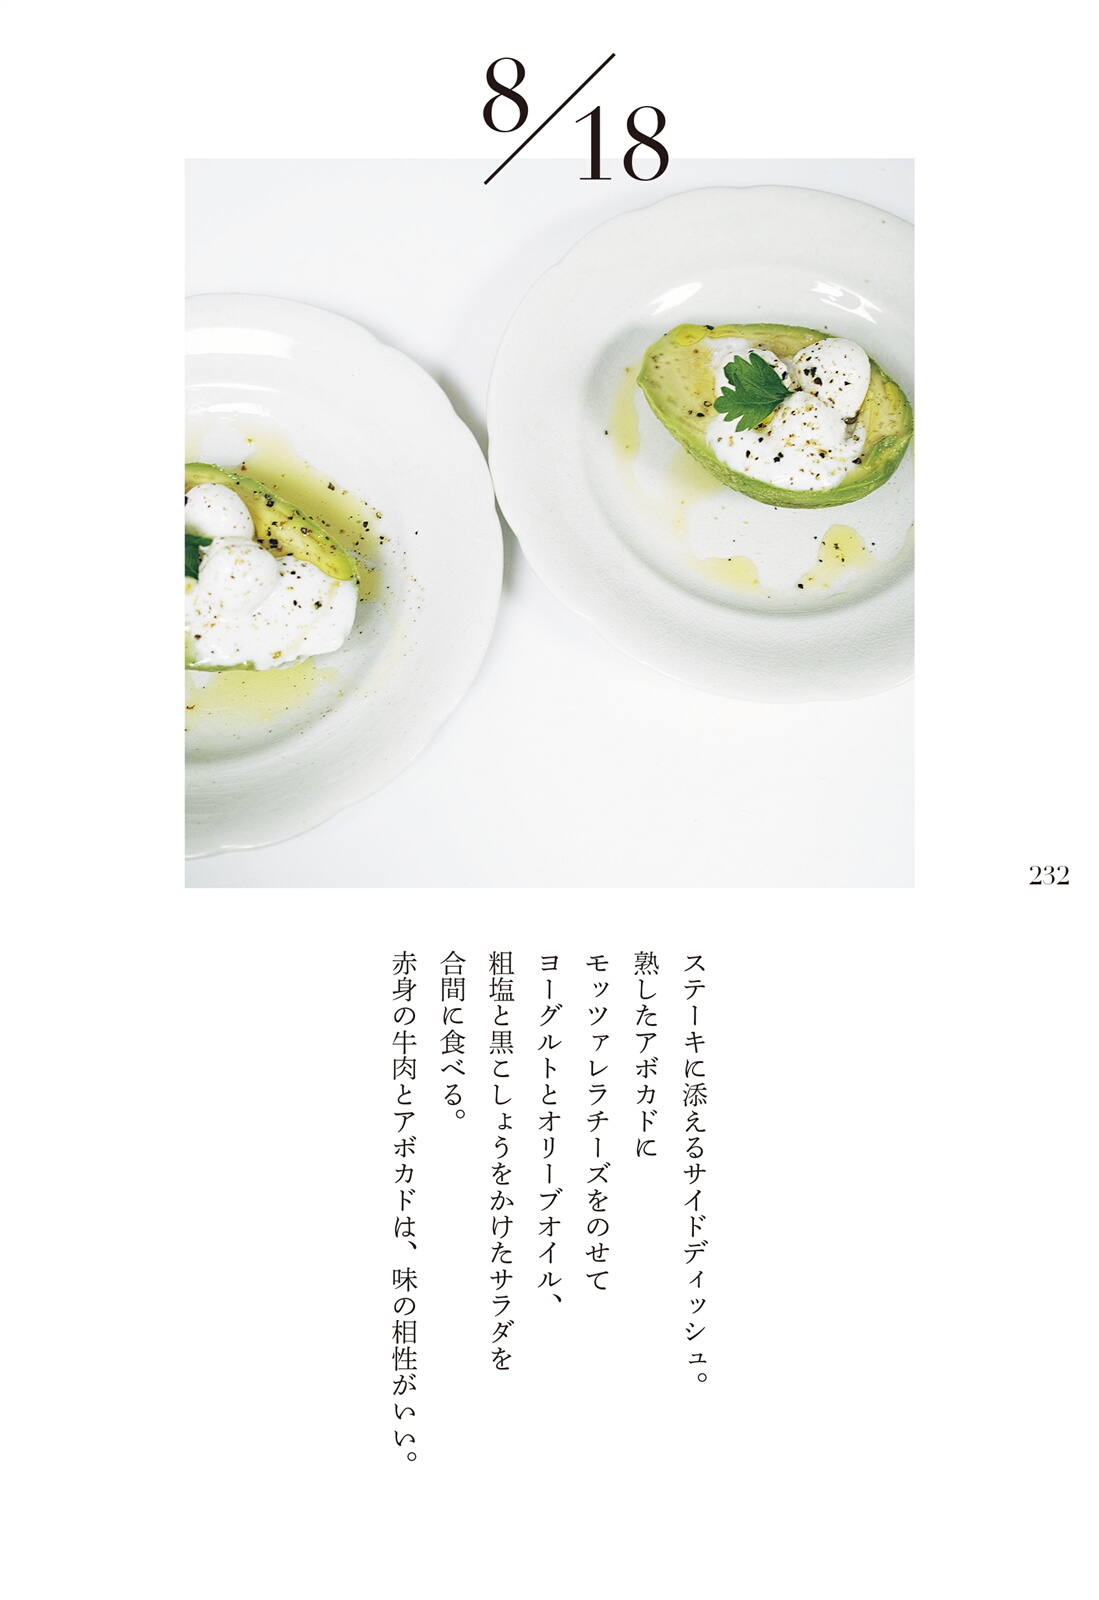 8/18
232
ステーキに添えるサイドディッシュ。
熟したアボカドに
モッツァレラチーズをのせて
ヨーグルトとオリーブオイル、
粗塩と黒こしょうをかけたサラダを
合間に食べる。
赤身の牛肉とアボカドは、味の相性がいい。